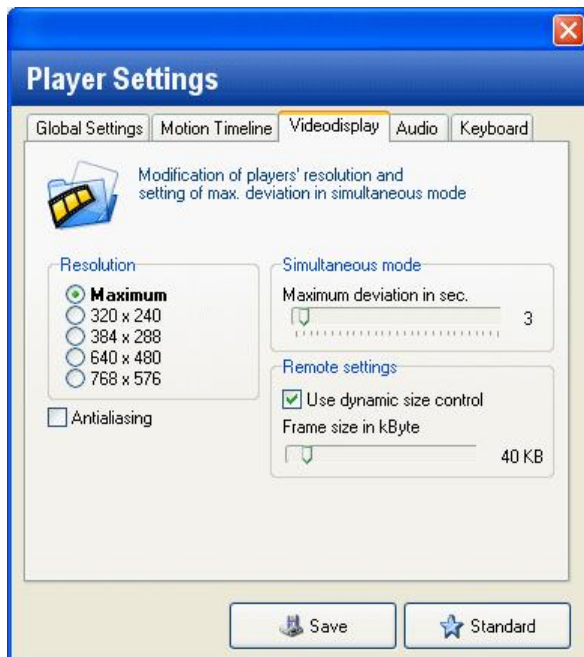 Player Settings
Global Settings
Motion Timeline
Videodisplay
Audio
Keyboard
Modification of players' resolution and
setting of max. deviation in simultaneous mode
Resolution
Maximum
320 x 240
384 x 288
640 x 480
768 x 576
Antialiasing
Simultaneous mode
Maximum deviation in sec.
3
Remote settings
Use dynamic size control
Frame size in kByte
40 KB
Save
Standard